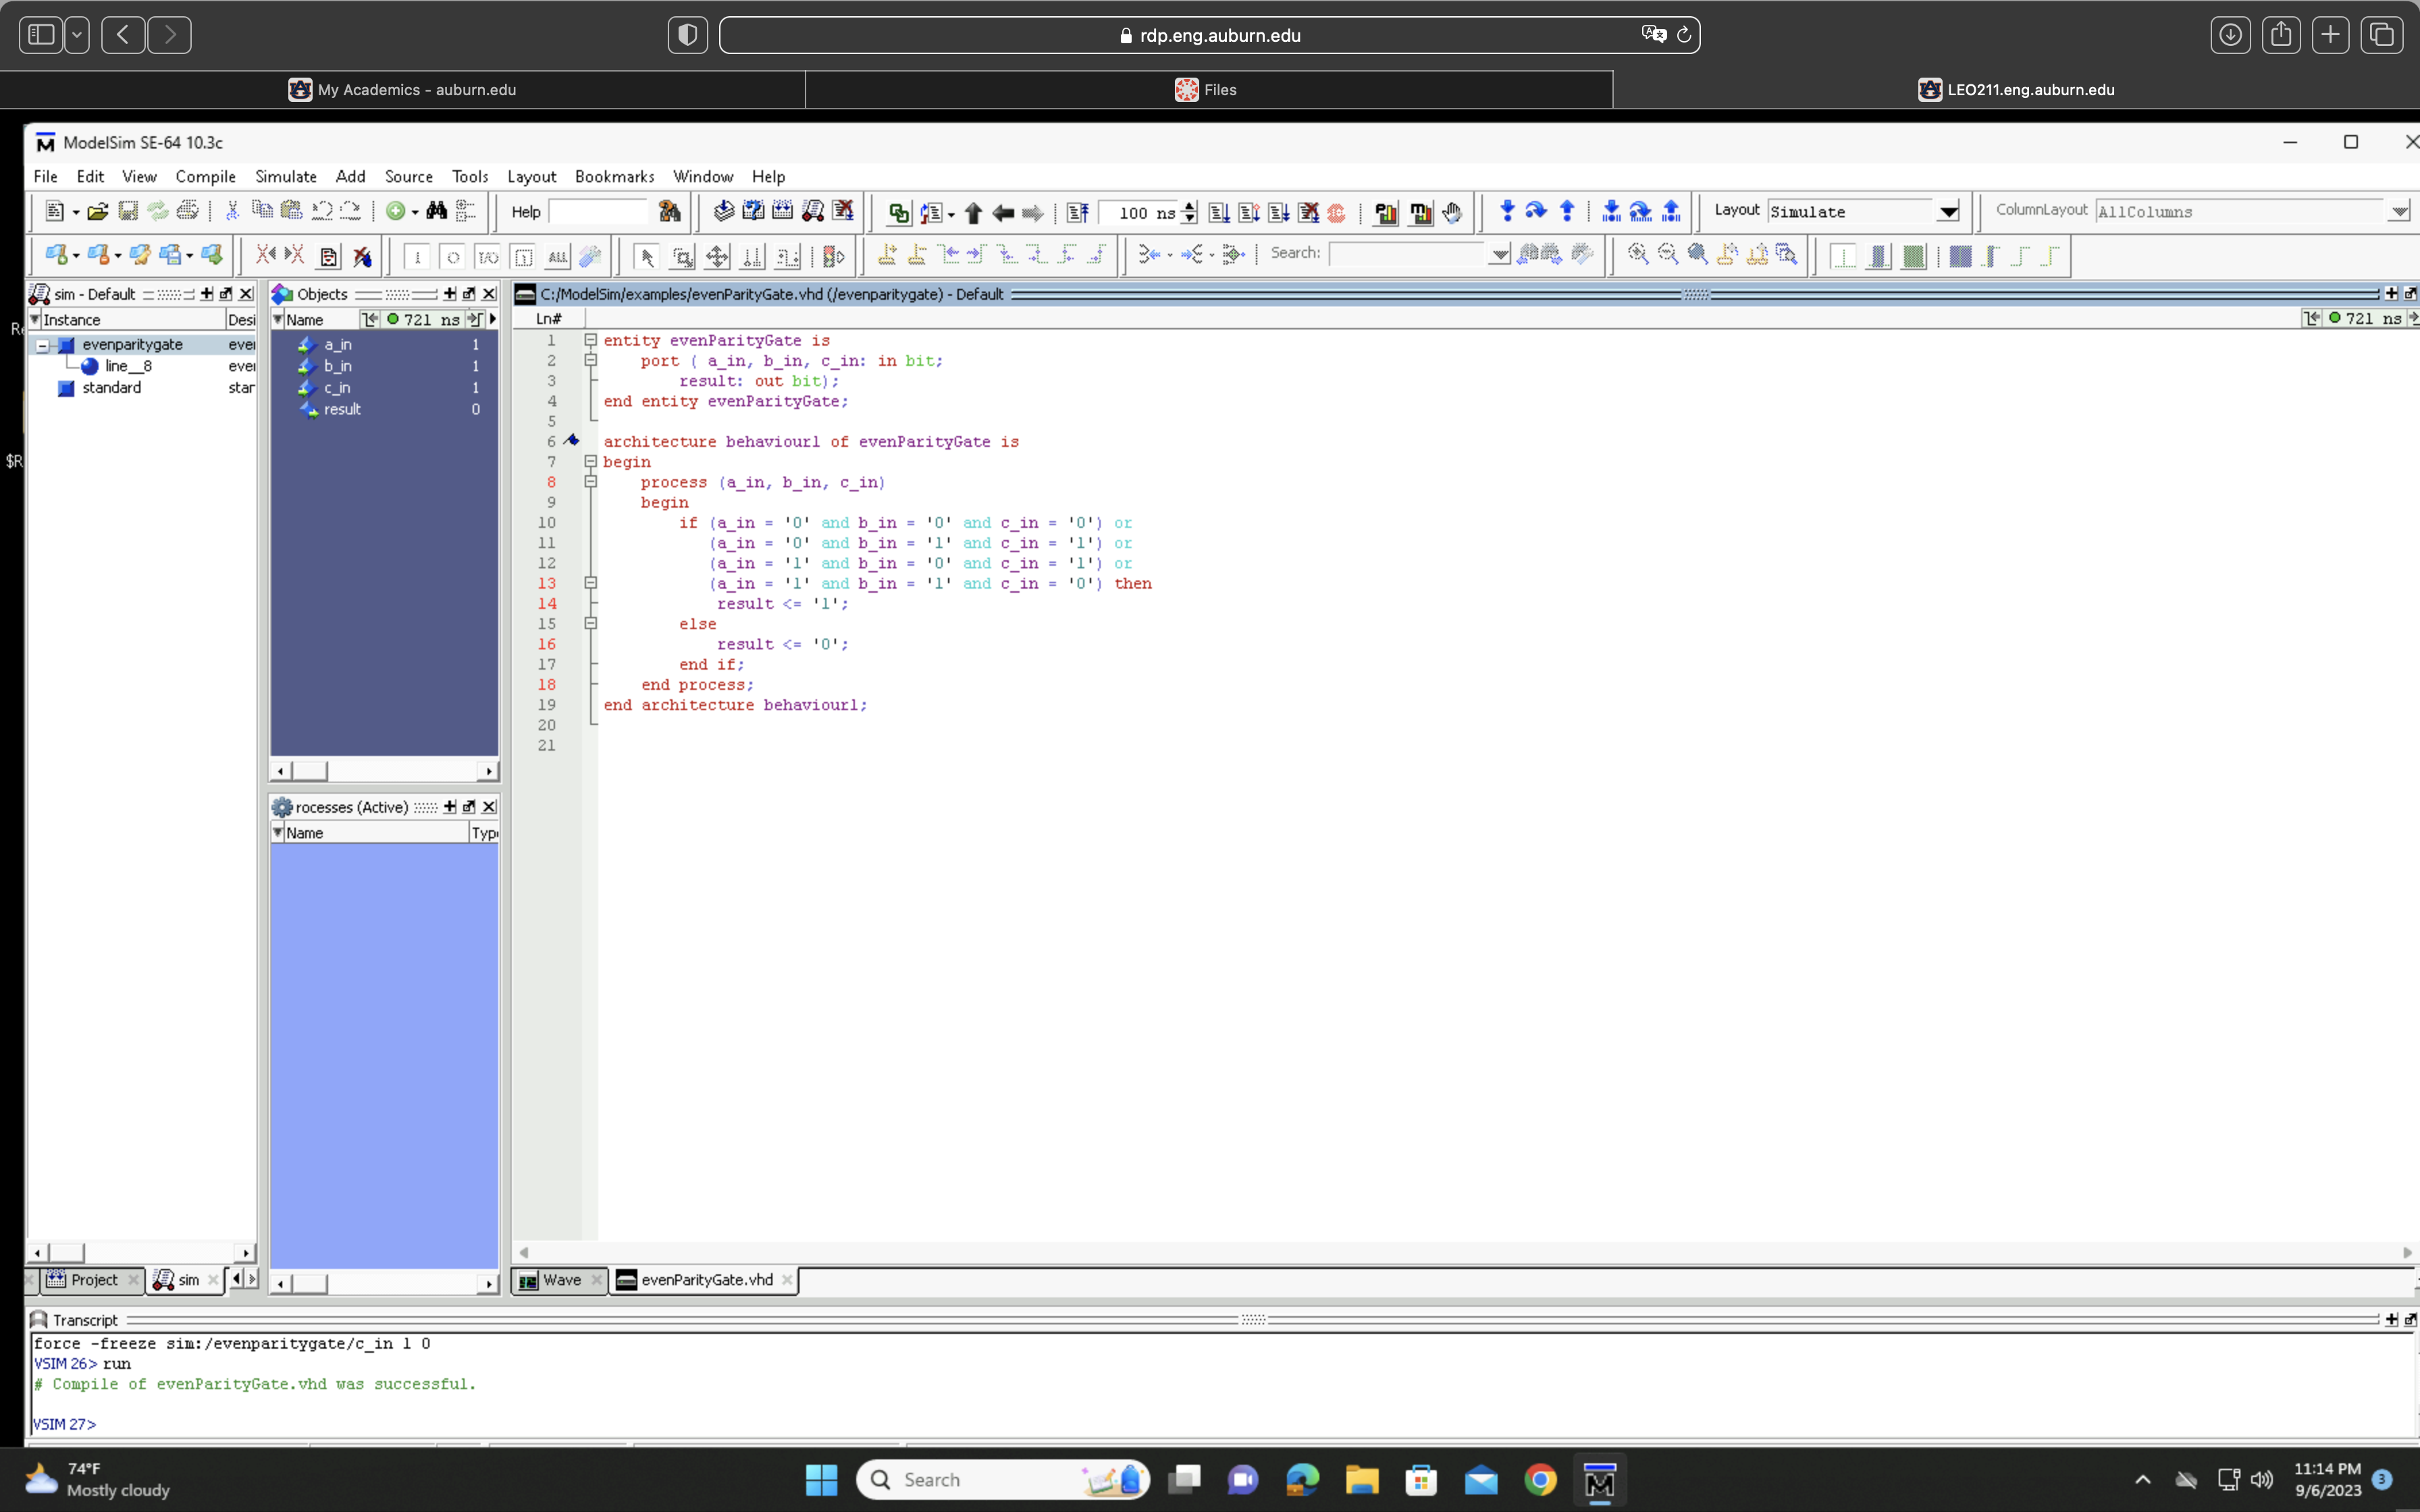 rdp.eng.auburn.edu
My Academics - auburn.edu
Files
LEO211.eng.auburn.edu
ModelSim SE-64 10.3c
File Edit View Compile Simulate Add Source Tools Layout Bookmarks Window Help
Help
100 ns
Layout Simulate
ColumnLayout AllColumns
Search:
sim - Default
Instance
Desi
evenparitygate
line__8
standard
Objects
Name
721 ns
a_in 1
b_in 1
c_in 1
result 0
rocesses (Active)
Name
C:/ModelSim/examples/evenParityGate.vhd (/evenparitygate) - Default
Ln#
721 ns
1 entity evenParityGate is
2 port ( a_in, b_in, c_in: in bit;
3 result: out bit);
4 end entity evenParityGate;
5
6 architecture behaviourl of evenParityGate is
7 begin
8 process (a_in, b_in, c_in)
9 begin
10 if (a_in = '0' and b_in = '0' and c_in = '0') or
11 (a_in = '0' and b_in = '1' and c_in = '1') or
12 (a_in = '1' and b_in = '0' and c_in = '1') or
13 (a_in = '1' and b_in = '1' and c_in = '0') then
14 result <= '1';
15 else
16 result <= '0';
17 end if;
18 end process;
19 end architecture behaviourl;
20
21
Project
sim
Wave
evenParityGate.vhd
Transcript
force -freeze sim:/evenparitygate/c_in 1 0
VSIM 26> run
# Compile of evenParityGate.vhd was successful.
VSIM 27>
74°F
Mostly cloudy
Search
11:14 PM
9/6/2023
3